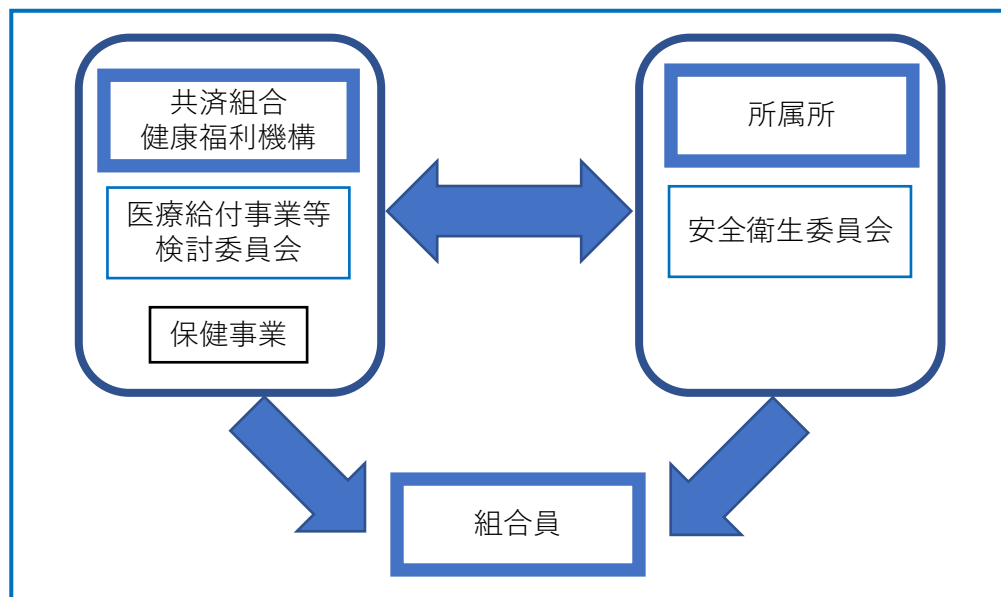 共済組合
健康福利機構
医療給付事業等
検討委員会
保健事業
所属所
安全衛生委員会
組合員